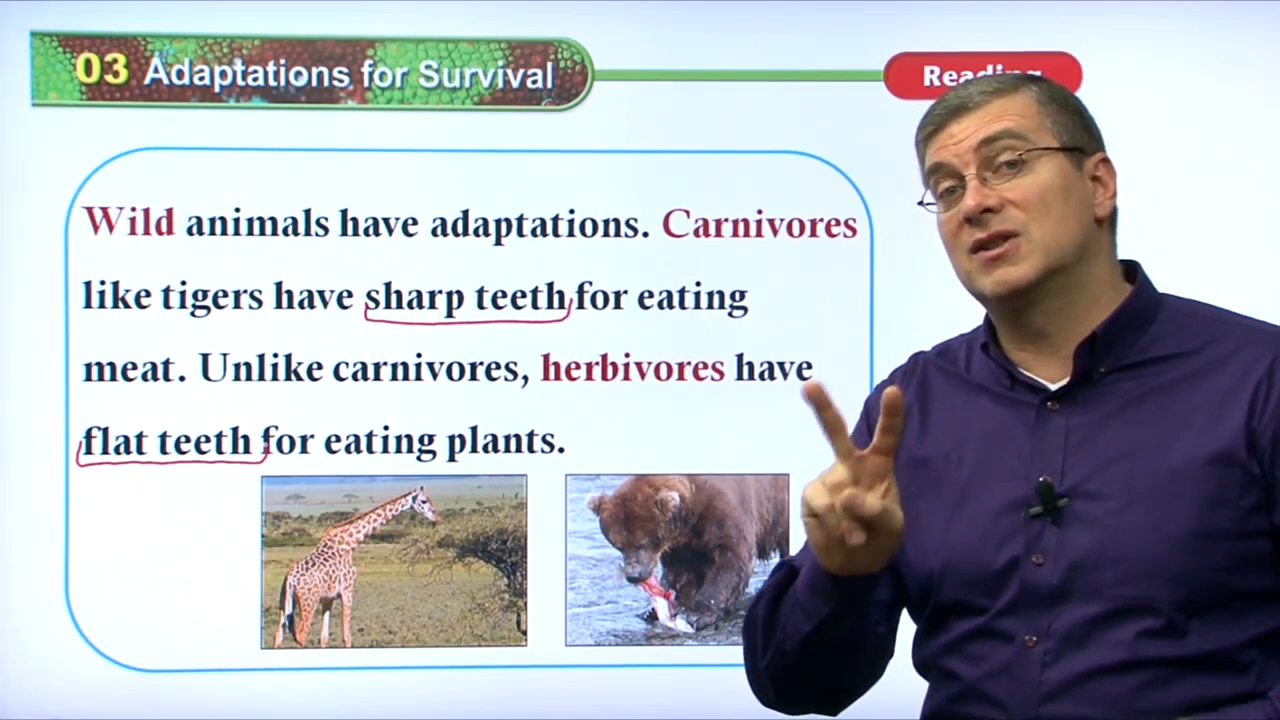 03 Adaptations for Survival
Reading
Wild animals have adaptations. Carnivores
like tigers have sharp teeth for eating
meat. Unlike carnivores, herbivores have
flat teeth for eating plants.